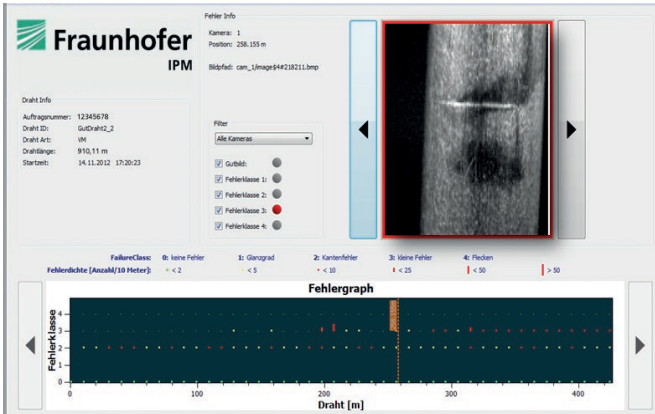 Fraunhofer
IPM
Fehler Info
Kamera: 1
Position: 258.155 m
Bildpfad: cam_1/image$4#218211.bmp
Draht Info
Auftragsnummer: 12345678
Draht ID: GutDraht2_2
Draht Art: VM
Drahtlänge: 910,11 m
Startzeit: 14.11.2012 17:20:23
Filter
Alle Kameras
Gutbild:
Fehlerklasse 1:
Fehlerklasse 2:
Fehlerklasse 3:
Fehlerklasse 4:
FailureClass: 0: keine Fehler 1: Glanzgrad 2: Kantenfehler 3: kleine Fehler 4: Flecken
Fehlerdichte [Anzahl/10 Meter]: < 2 < 5 < 10 < 25 < 50 > 50
Fehlergraph
Fehlerklasse
4
3
2
1
0
0 100 200 300 400
Draht [m]